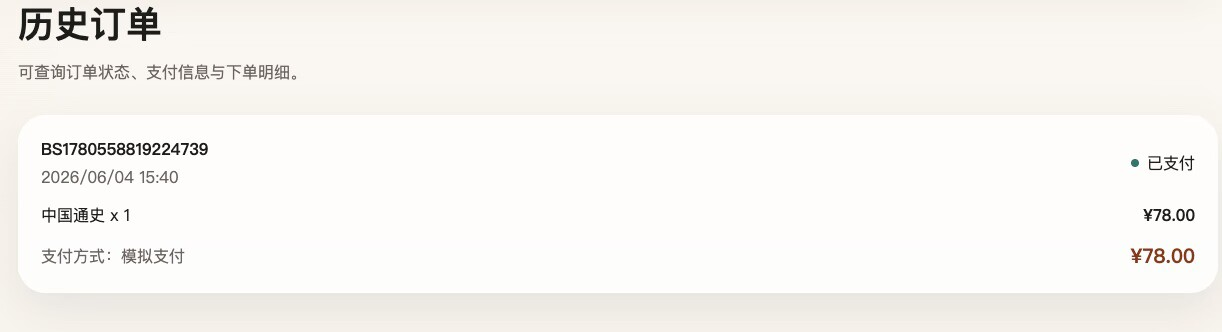 历史订单
可查询订单状态、支付信息与下单明细。
BS1780558819224739
2026/06/04 15:40
已支付
中国通史 x 1
¥78.00
支付方式：模拟支付
¥78.00